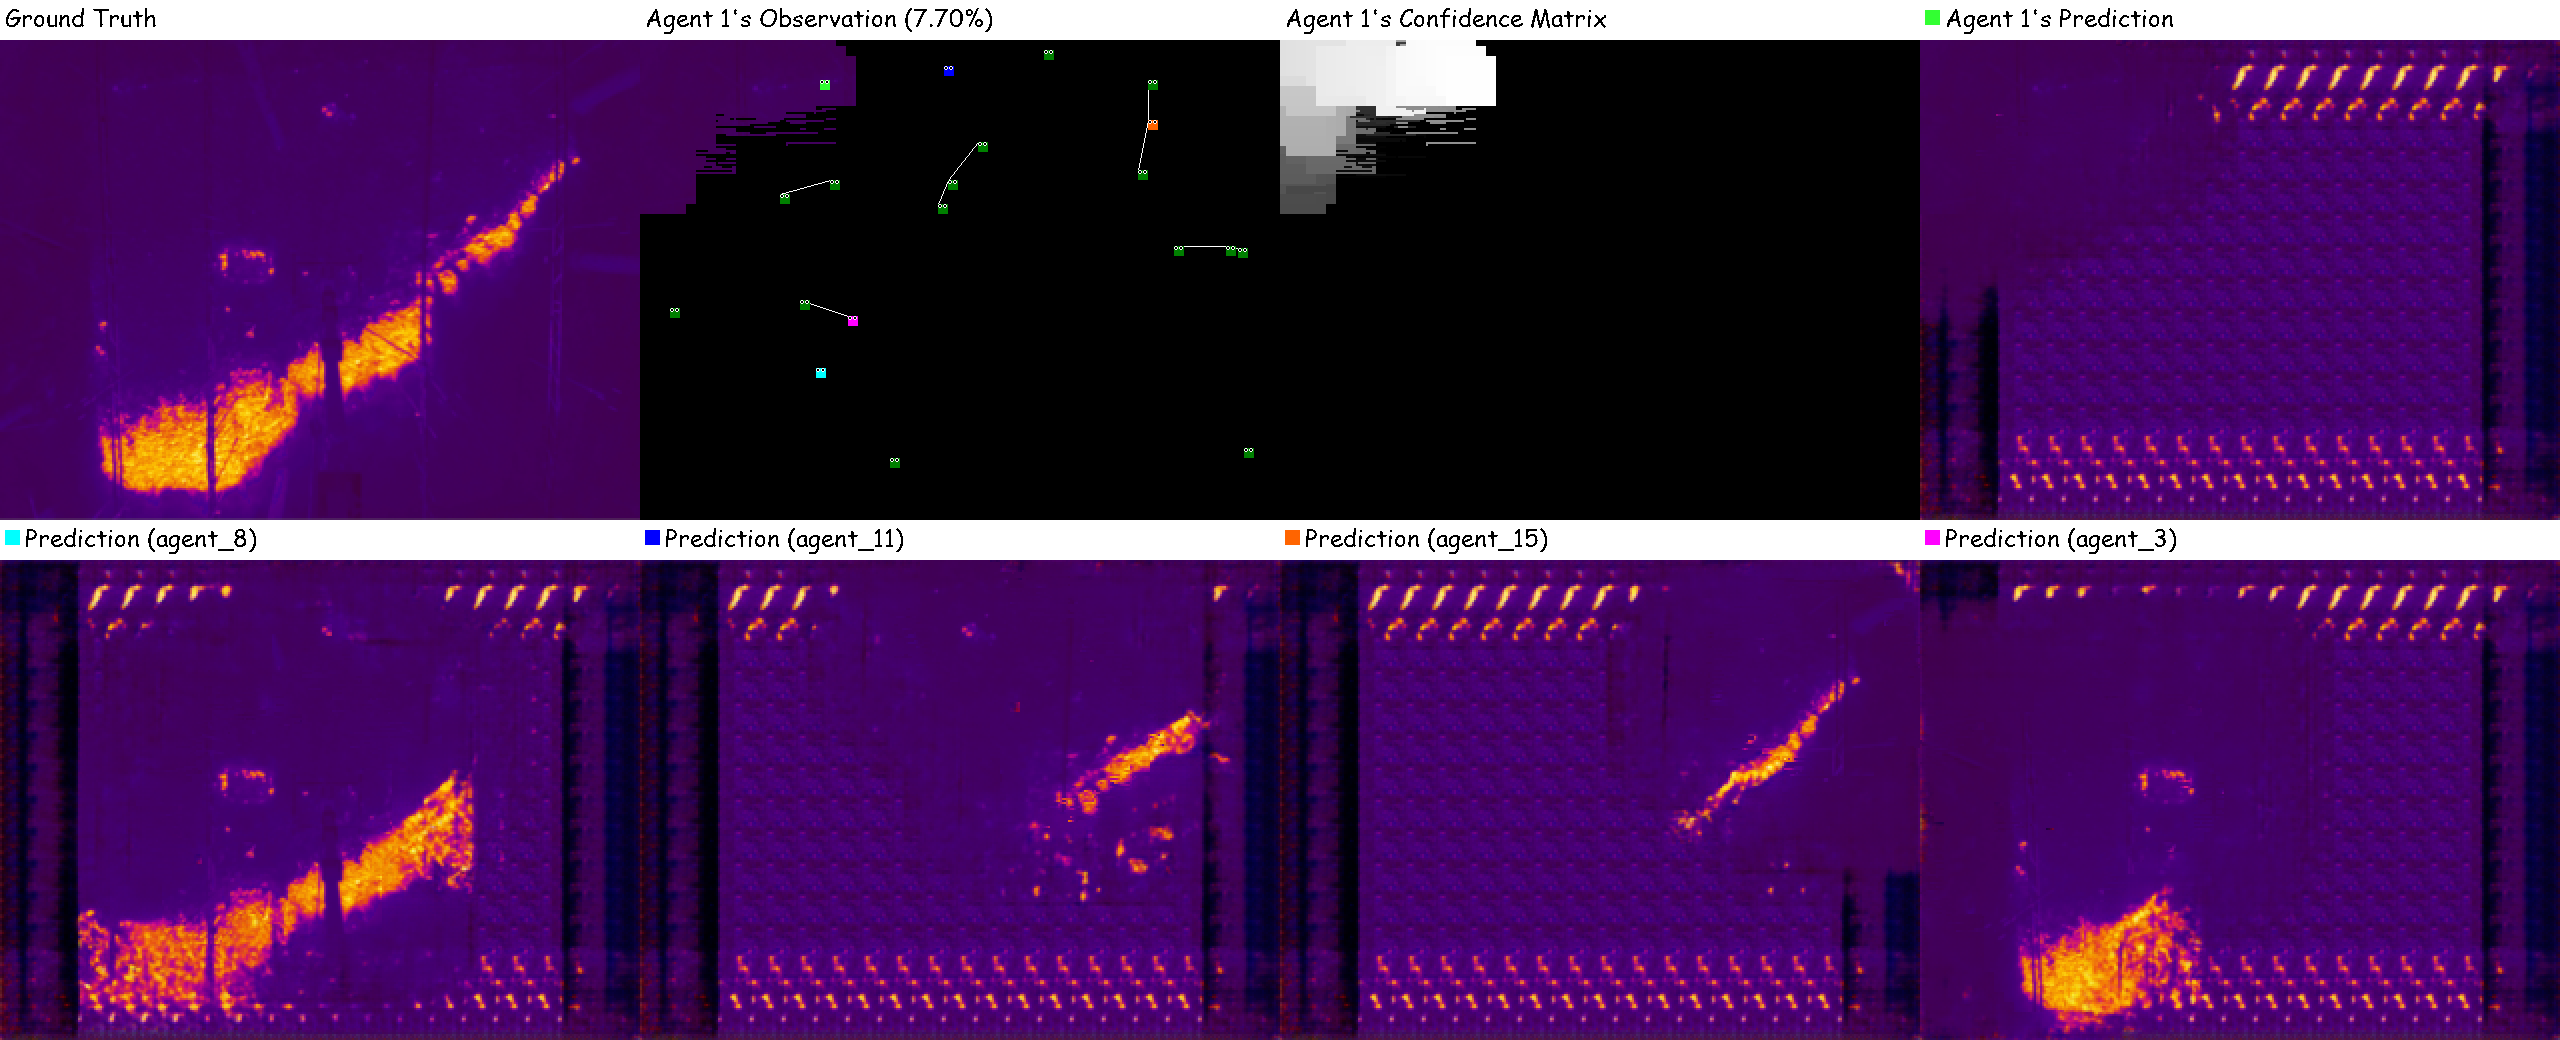 Ground Truth
Agent 1's Observation (7.70%)
Agent 1's Confidence Matrix
Agent 1's Prediction
Prediction (agent_8)
Prediction (agent_11)
Prediction (agent_15)
Prediction (agent_3)